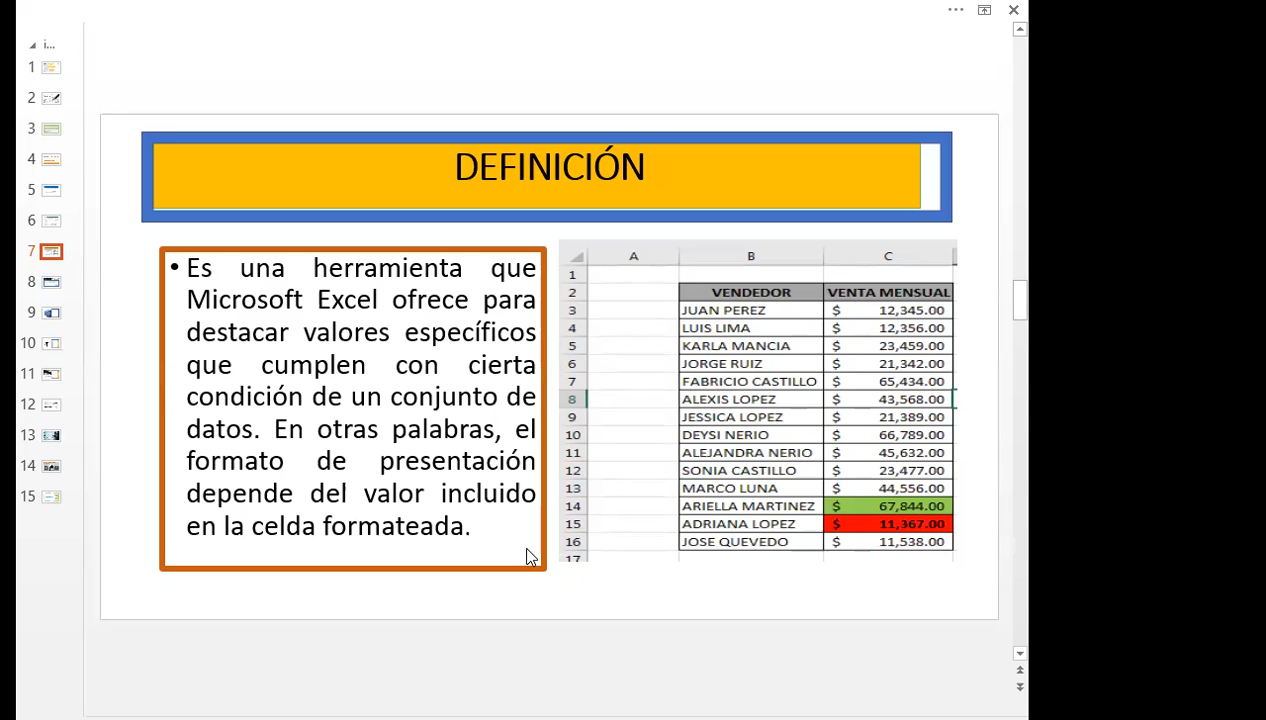 i...
1
2
3
4
5
6
7
8
9
10
11
12
13
14
15
DEFINICIÓN
• Es una herramienta que
Microsoft Excel ofrece para
destacar valores específicos
que cumplen con cierta
condición de un conjunto de
datos. En otras palabras, el
formato de presentación
depende del valor incluido
en la celda formateada.
A B C
1
2 VENDEDOR VENTA MENSUAL
3 JUAN PEREZ $ 12,345.00
4 LUIS LIMA $ 12,356.00
5 KARLA MANCIA $ 23,459.00
6 JORGE RUIZ $ 21,342.00
7 FABRICIO CASTILLO $ 65,434.00
8 ALEXIS LOPEZ $ 43,568.00
9 JESSICA LOPEZ $ 21,389.00
10 DEYSI NERIO $ 66,789.00
11 ALEJANDRA NERIO $ 45,632.00
12 SONIA CASTILLO $ 23,477.00
13 MARCO LUNA $ 44,556.00
14 ARIELLA MARTINEZ $ 67,844.00
15 ADRIANA LOPEZ $ 11,367.00
16 JOSE QUEVEDO $ 11,538.00
17